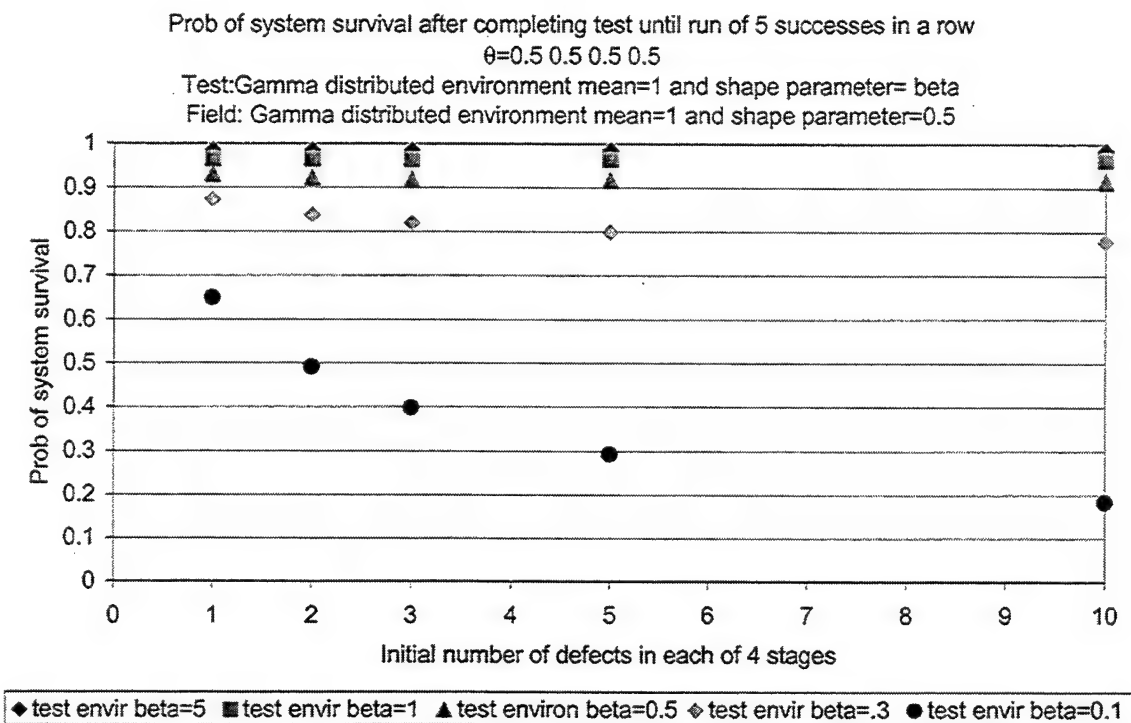 Prob of system survival after completing test until run of 5 successes in a row
θ=0.5 0.5 0.5 0.5
Test:Gamma distributed environment mean=1 and shape parameter= beta
Field: Gamma distributed environment mean=1 and shape parameter=0.5
Prob of system survival
1
0.9
0.8
0.7
0.6
0.5
0.4
0.3
0.2
0.1
0
0 1 2 3 4 5 6 7 8 9 10
Initial number of defects in each of 4 stages
test envir beta=5 test envir beta=1 test environ beta=0.5 test envir beta=.3 test envir beta=0.1